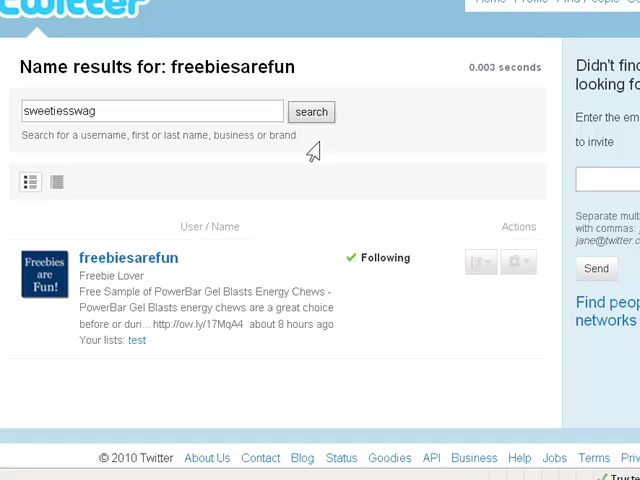 twitter
Home Profile Find People
Name results for: freebiesarefun
0.003 seconds
sweetiesswag
search
Search for a username, first or last name, business or brand
User / Name
Actions
Freebies
are
Fun!
freebiesarefun
Following
Freebie Lover
Free Sample of PowerBar Gel Blasts Energy Chews -
PowerBar Gel Blasts energy chews are a great choice
before or duri... http://ow.ly/17MqA4 about 8 hours ago
Your lists: test
Didn't find
looking fo
Enter the em
to invite
Separate mult
with commas:
jane@twitter.c
Send
Find peop
networks
© 2010 Twitter About Us Contact Blog Status Goodies API Business Help Jobs Terms Priv
Truste